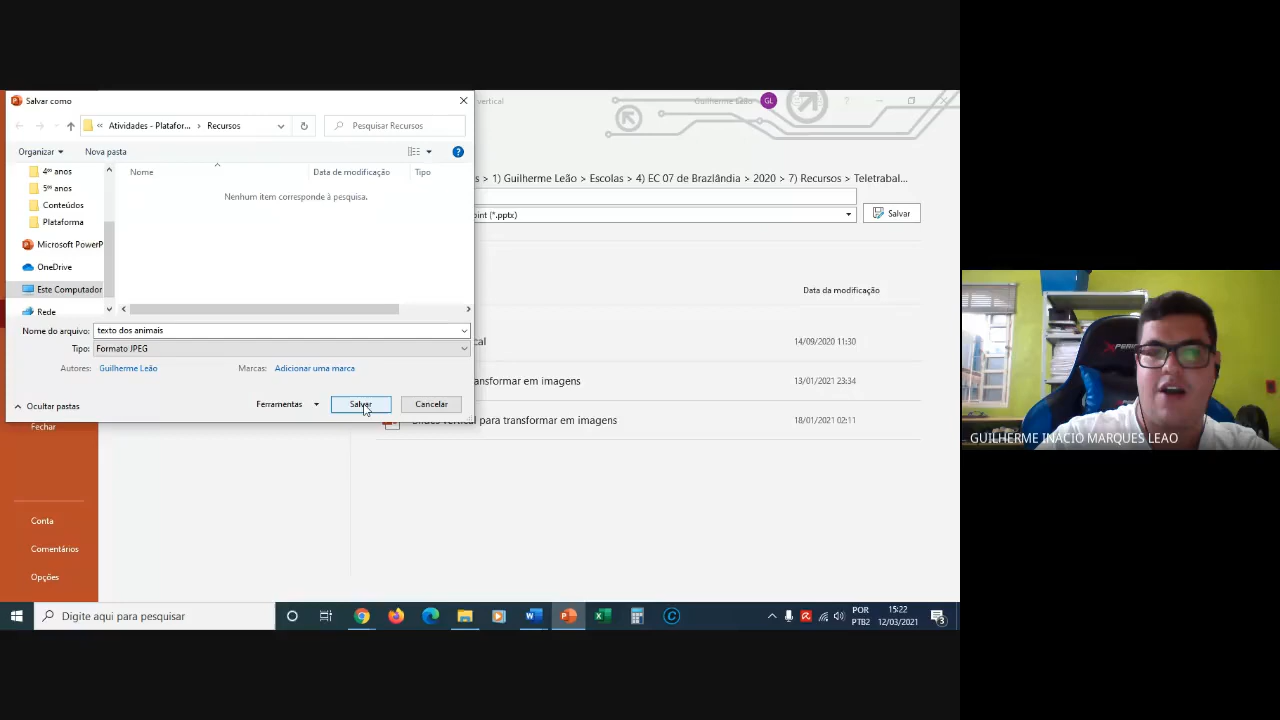 Salvar como
vertical
Guilherme Leão
GL
Atividades - Platafor... > Recursos
Pesquisar Recursos
Organizar
Nova pasta
4º anos
5º anos
Conteúdos
Plataforma
Microsoft PowerP
OneDrive
Este Computador
Rede
Nome
Data de modificação
Tipo
Nenhum item corresponde à pesquisa.
s > 1) Guilherme Leão > Escolas > 4) EC 07 de Brazlândia > 2020 > 7) Recursos > Teletrabal...
oint (*.pptx)
Salvar
Data da modificação
Nome do arquivo: texto dos animais
Tipo: Formato JPEG
Autores: Guilherme Leão
Marcas: Adicionar uma marca
Ocultar pastas
Ferramentas
Salvar
Cancelar
cal
14/09/2020 11:30
nsformar em imagens
13/01/2021 23:34
vertical para transformar em imagens
18/01/2021 02:11
Fechar
Conta
Comentários
Opções
GUILHERME INACIO MARQUES LEAO
Digite aqui para pesquisar
POR
PTB2
15:22
12/03/2021
3